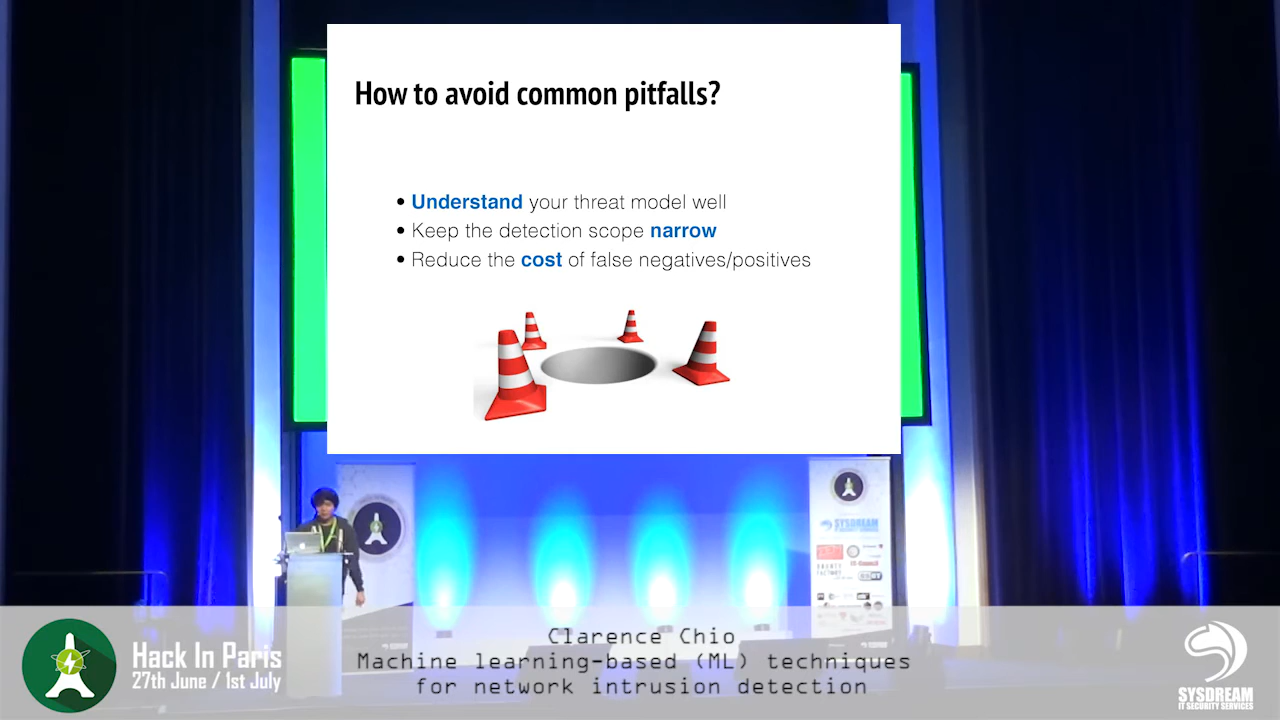 How to avoid common pitfalls?
• Understand your threat model well
• Keep the detection scope narrow
• Reduce the cost of false negatives/positives
SYSDREAM
Hack In Paris
27th June / 1st July
Clarence Chio
Machine learning-based (ML) techniques
for network intrusion detection
SYSDREAM
IT SECURITY SERVICES